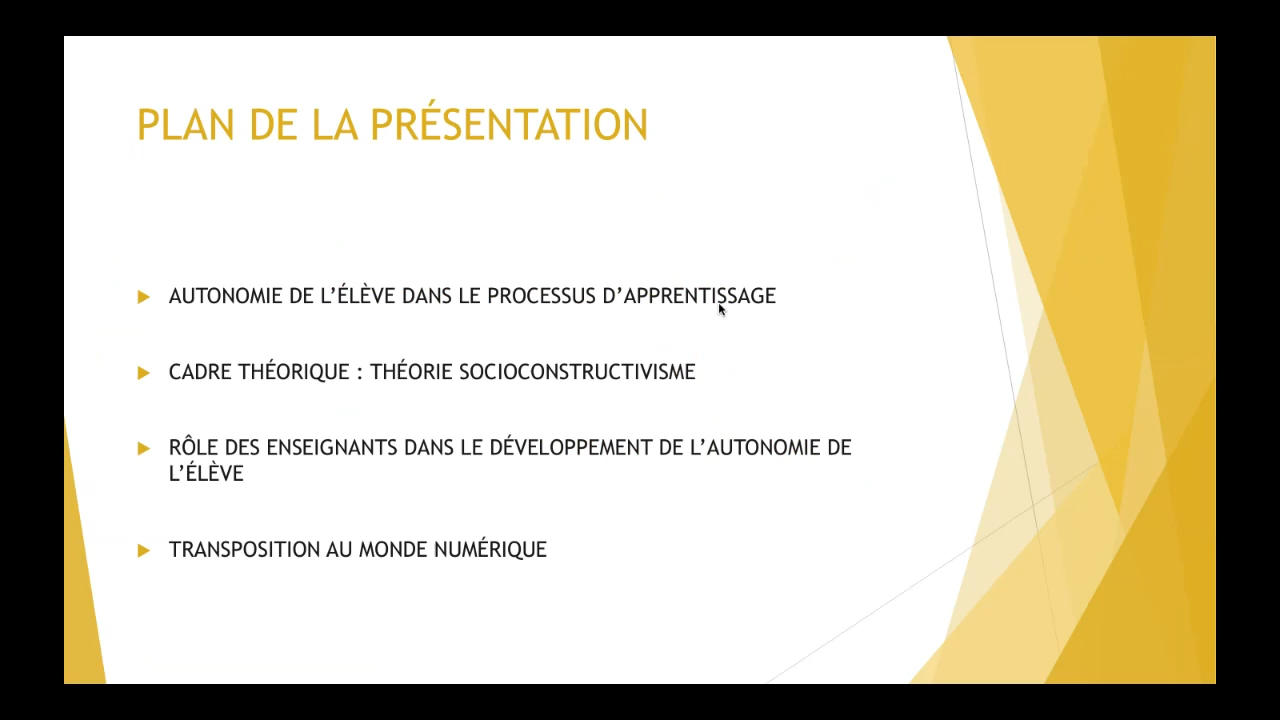 PLAN DE LA PRÉSENTATION
AUTONOMIE DE L’ÉLÈVE DANS LE PROCESSUS D’APPRENTISSAGE
CADRE THÉORIQUE : THÉORIE SOCIOCONSTRUCTIVISME
RÔLE DES ENSEIGNANTS DANS LE DÉVELOPPEMENT DE L’AUTONOMIE DE
L’ÉLÈVE
TRANSPOSITION AU MONDE NUMÉRIQUE